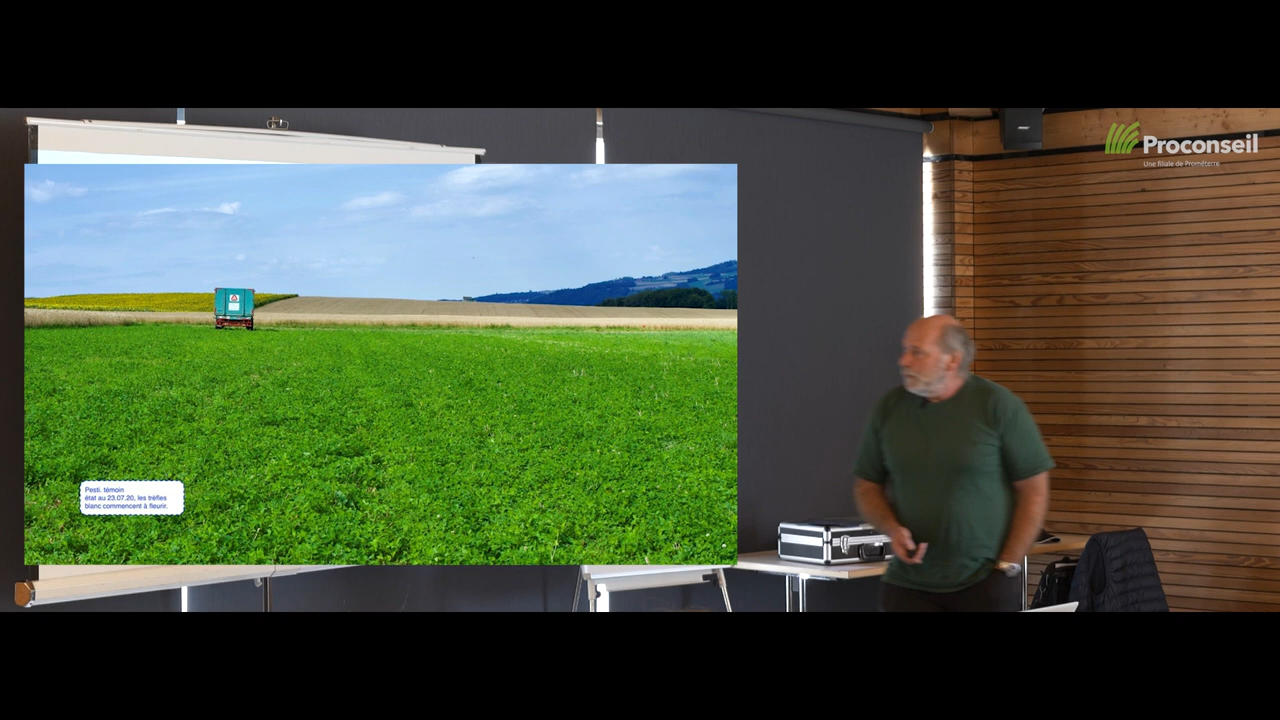 Proconseil
Une filiale de Prométerre
Pesti. témoin
état au 23.07.20, les trèfles
blanc commencent à fleurir.